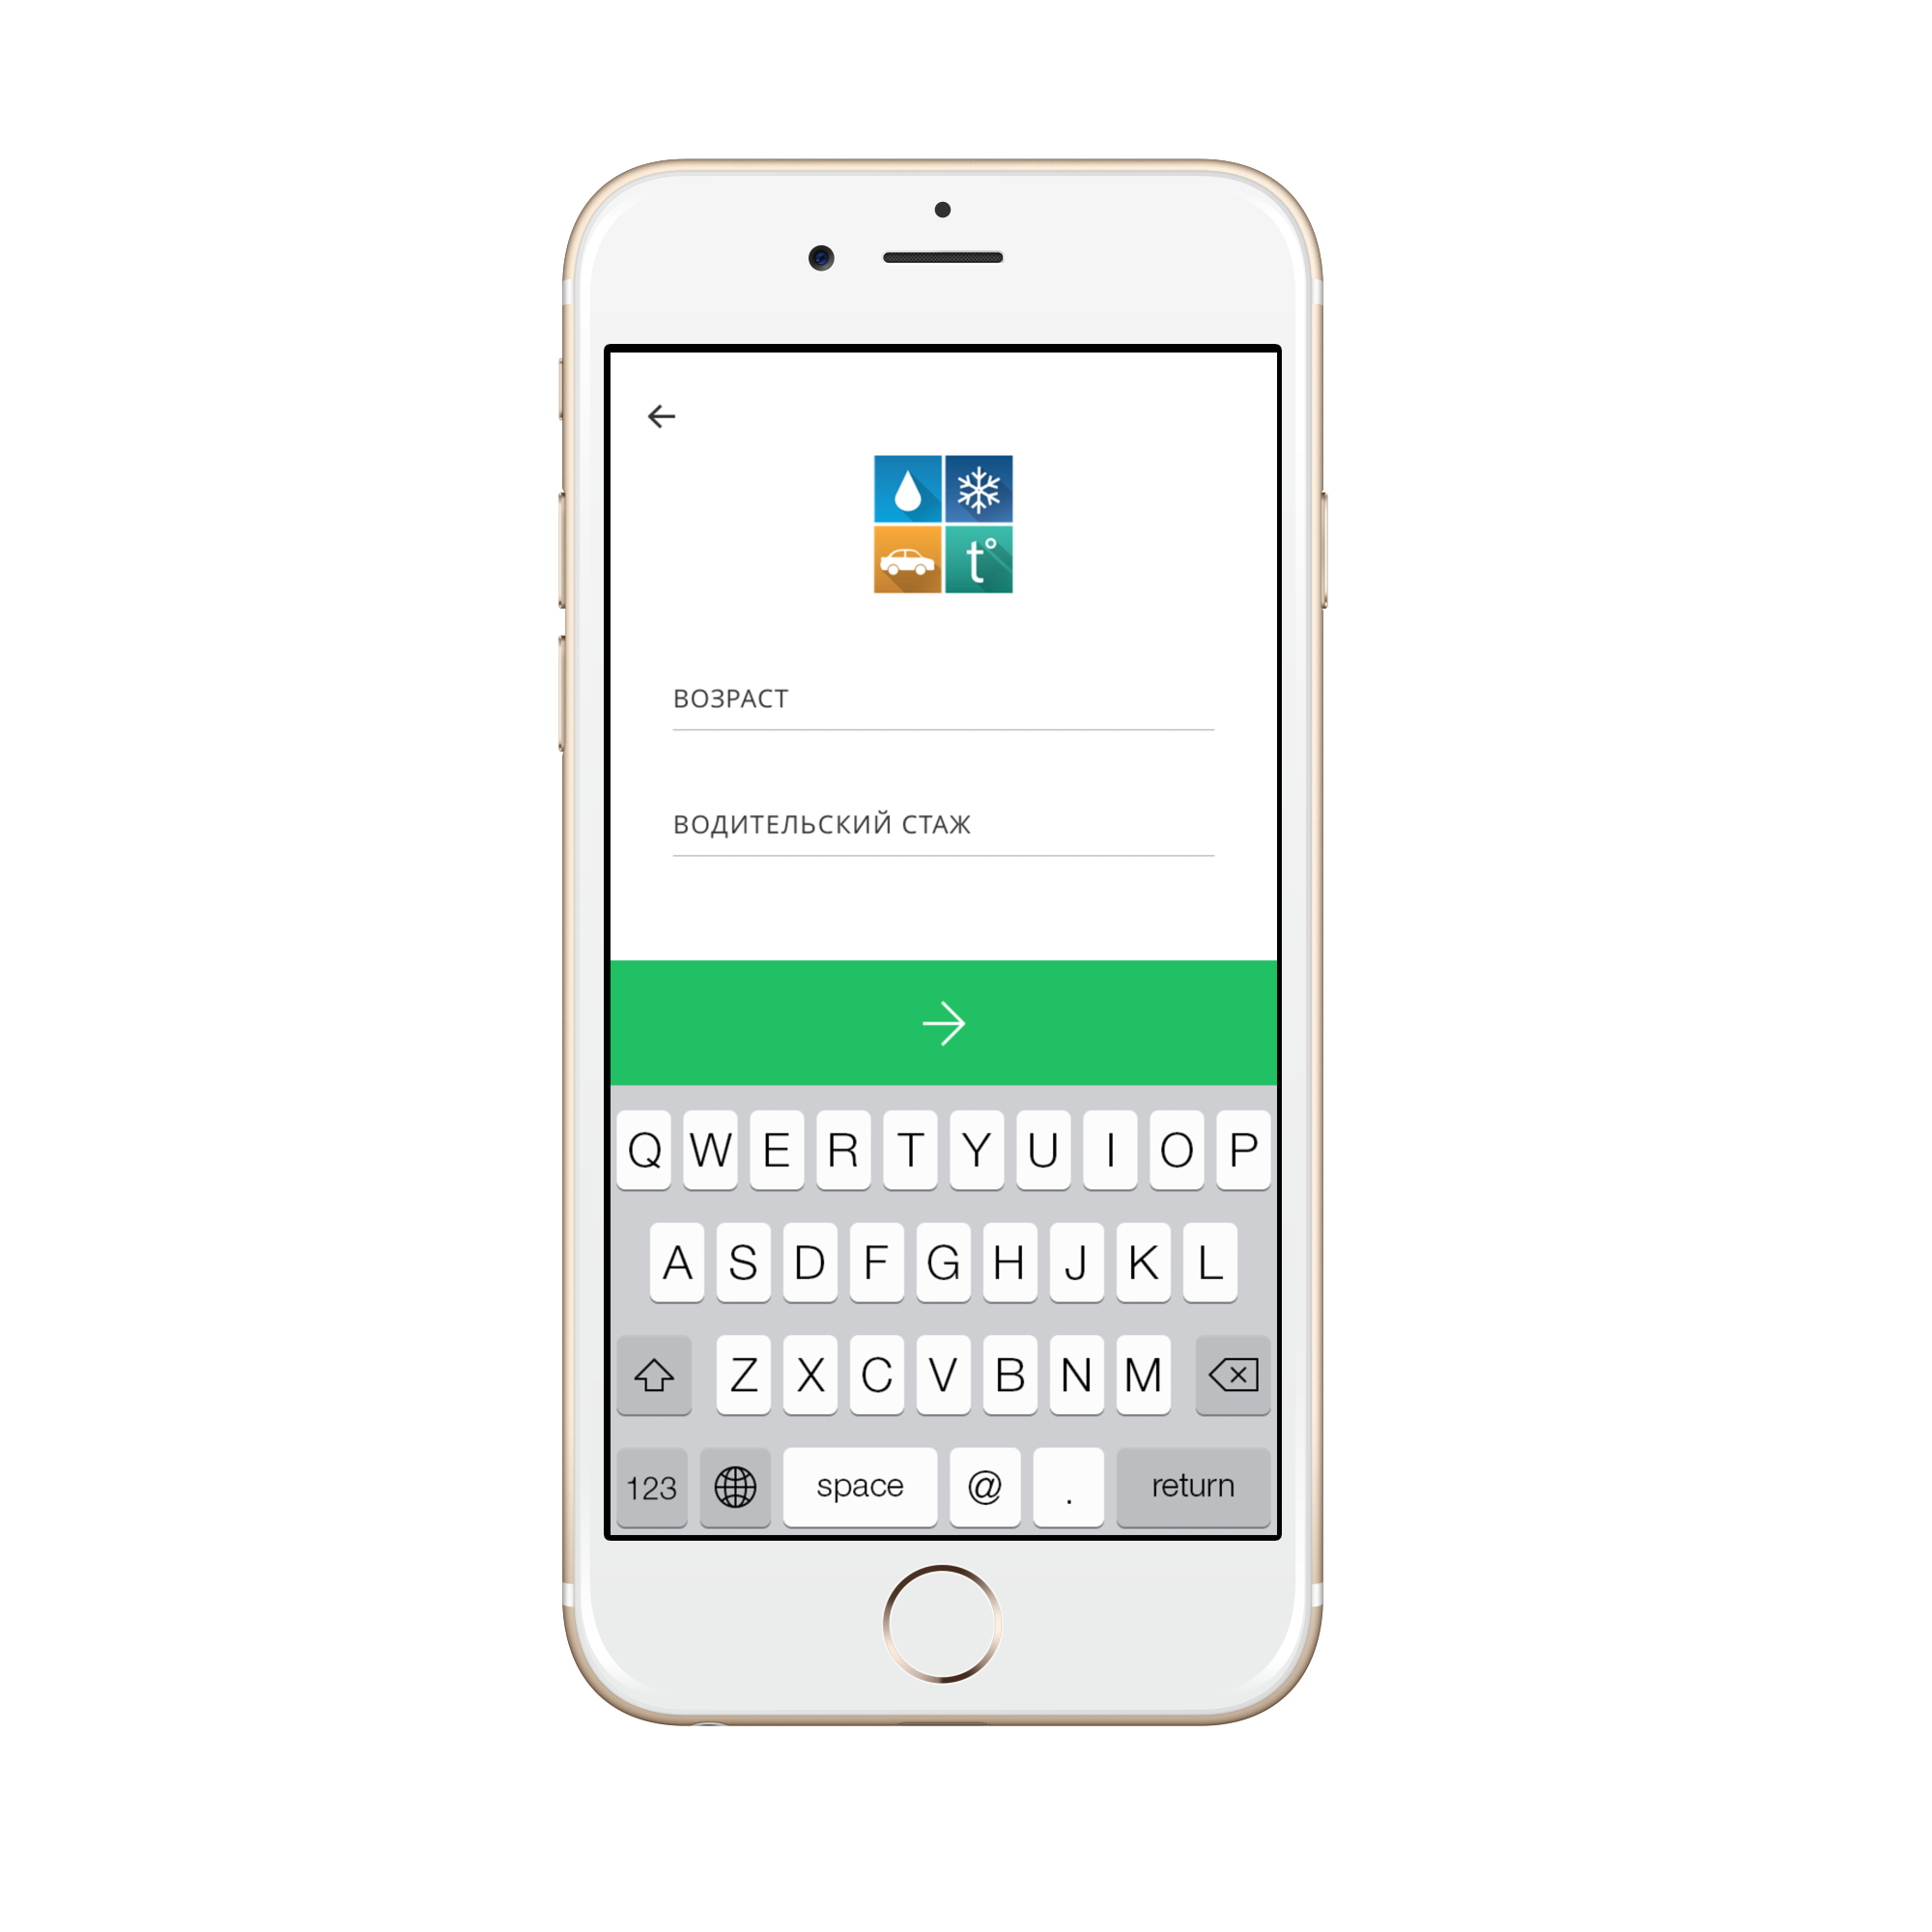 t°
ВОЗРАСТ
ВОДИТЕЛЬСКИЙ СТАЖ
Q W E R T Y U I O P
A S D F G H J K L
Z X C V B N M
123 space @ . return